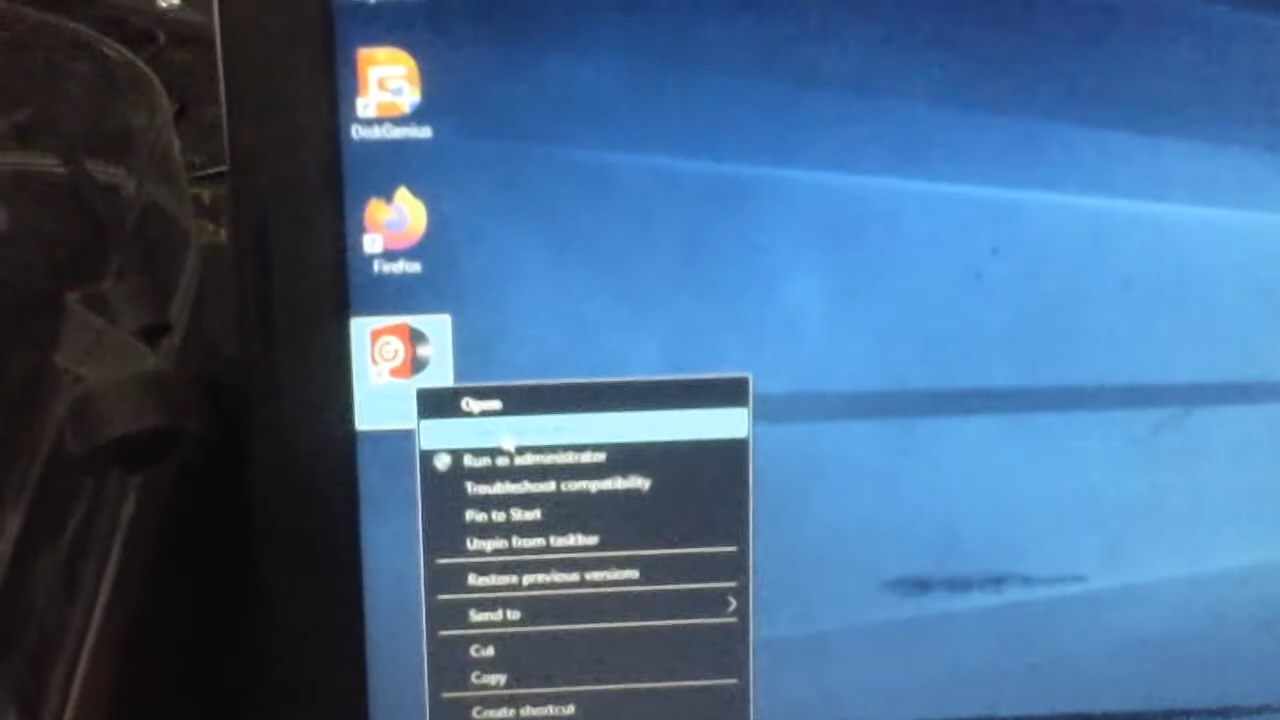 DiskGenius
Firefox
Open
Run as administrator
Troubleshoot compatibility
Pin to Start
Unpin from taskbar
Restore previous versions
Send to
Cut
Copy
Create shortcut